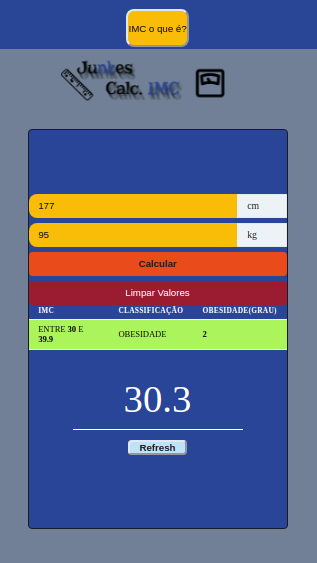 IMC o que é?
Junkes
Calc. iMC
177 cm
95 kg
Calcular
Limpar Valores
IMC CLASSIFICAÇÃO OBESIDADE(GRAU)
ENTRE 30 E
39.9 OBESIDADE 2
30.3
Refresh